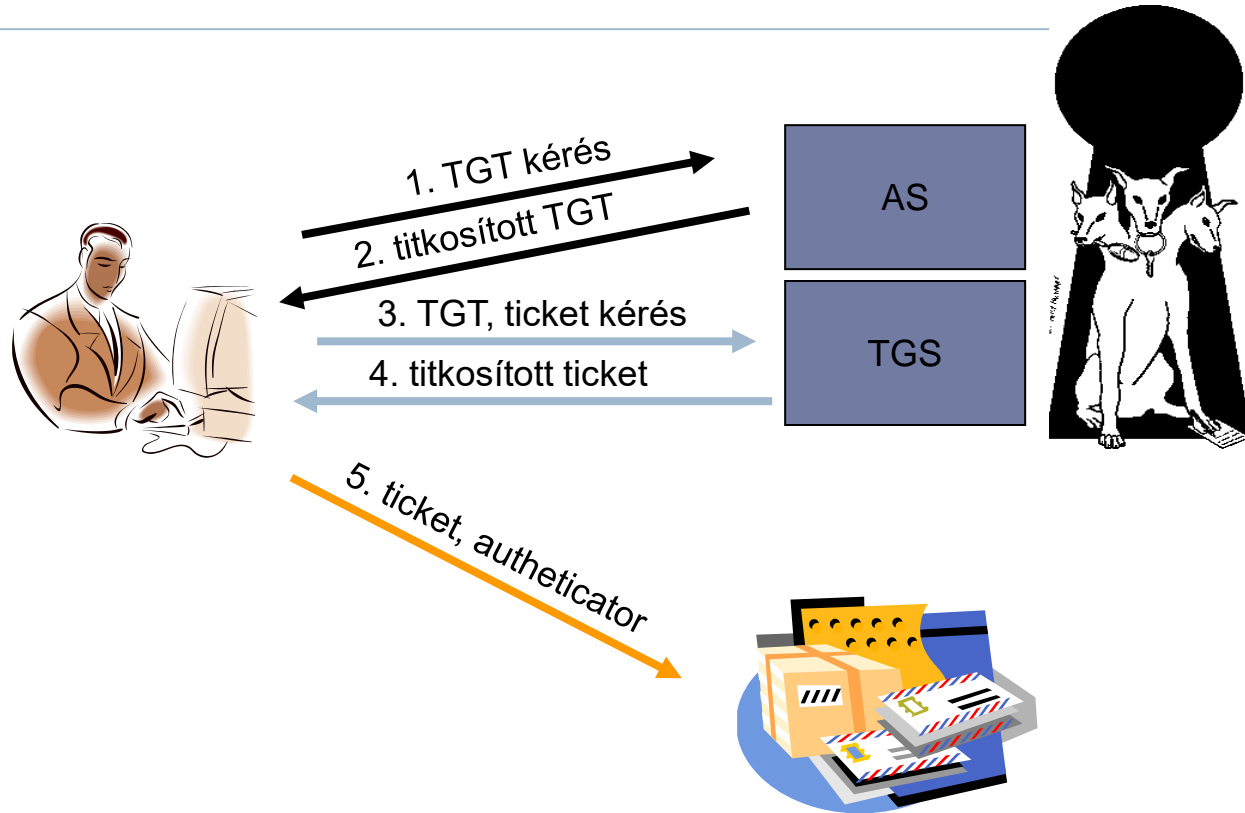 1. TGT kérés
2. titkosított TGT
AS
3. TGT, ticket kérés
4. titkosított ticket
TGS
5. ticket, autheticator